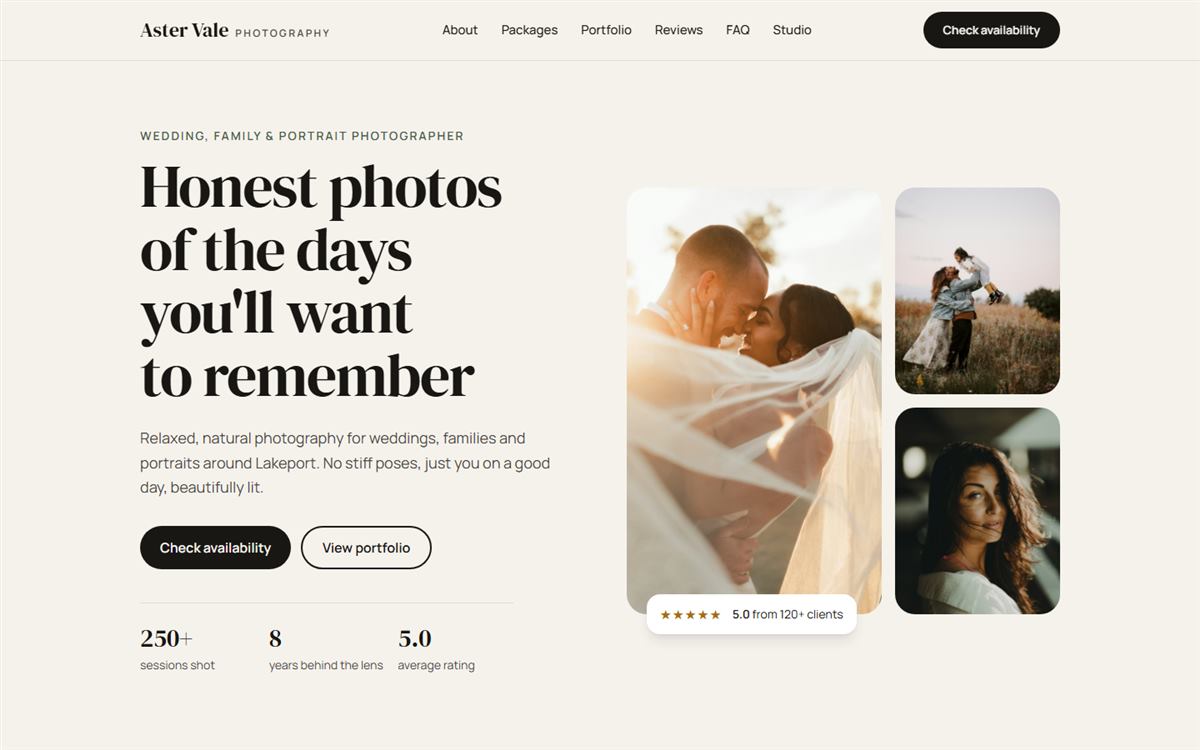 Aster Vale PHOTOGRAPHY
About Packages Portfolio Reviews FAQ Studio
Check availability
WEDDING, FAMILY & PORTRAIT PHOTOGRAPHER
Honest photos
of the days
you'll want
to remember
Relaxed, natural photography for weddings, families and
portraits around Lakeport. No stiff poses, just you on a good
day, beautifully lit.
Check availability
View portfolio
★★★★★ 5.0 from 120+ clients
250+
sessions shot
8
years behind the lens
5.0
average rating